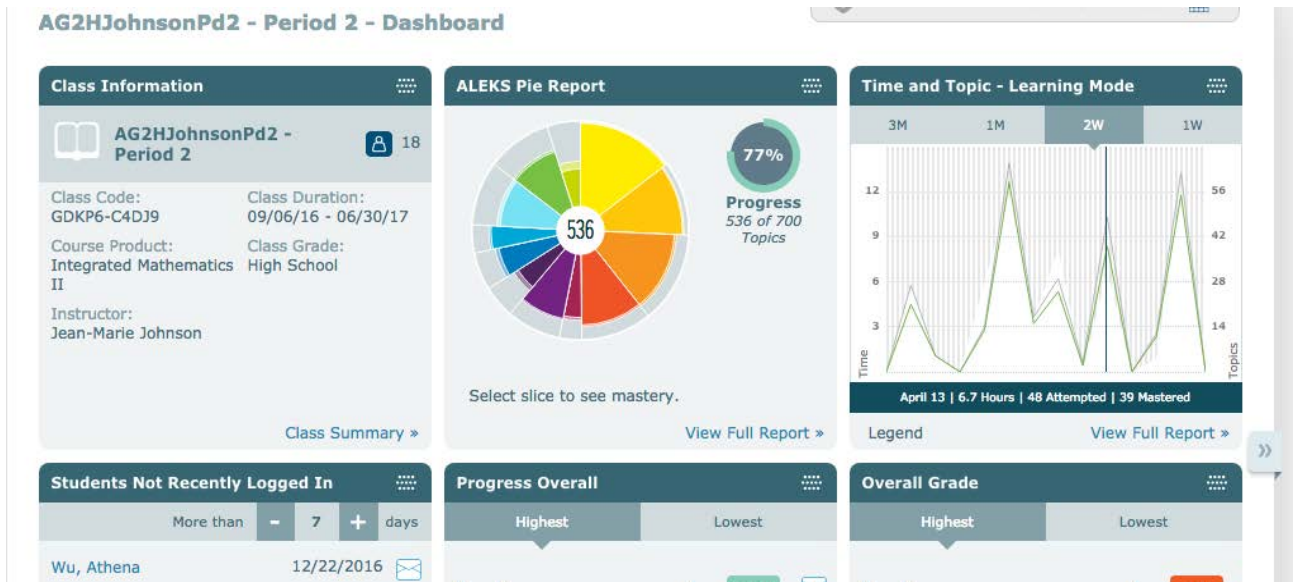 AG2HJohnsonPd2 - Period 2 - Dashboard
Class Information
AG2HJohnsonPd2 -
Period 2
18
Class Code:
GDKP6-C4DJ9
Class Duration:
09/06/16 - 06/30/17
Course Product:
Integrated Mathematics
II
Class Grade:
High School
Instructor:
Jean-Marie Johnson
Class Summary »
ALEKS Pie Report
536
77%
Progress
536 of 700
Topics
Select slice to see mastery.
View Full Report »
Time and Topic - Learning Mode
3M 1M 2W 1W
12 56
9 42
6 28
3 14
Time
Topics
April 13 | 6.7 Hours | 48 Attempted | 39 Mastered
Legend
View Full Report »
»
Students Not Recently Logged In
More than - 7 + days
Wu, Athena 12/22/2016
Progress Overall
Highest Lowest
Overall Grade
Highest Lowest